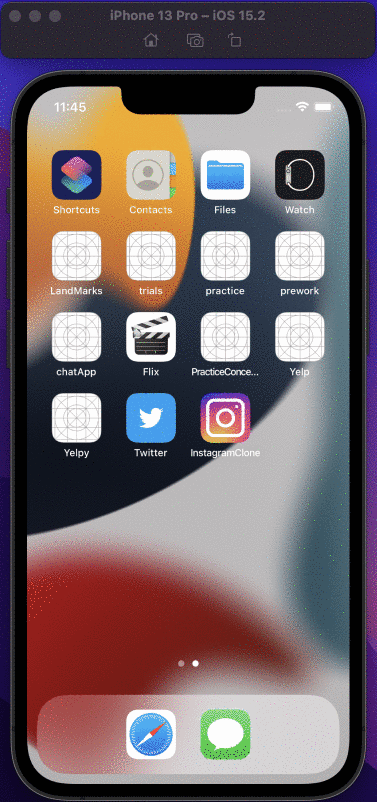 iPhone 13 Pro – iOS 15.2
11:45
Shortcuts Contacts Files Watch
LandMarks trials practice prework
chatApp Flix PracticeConce... Yelp
Yelpy Twitter InstagramClone